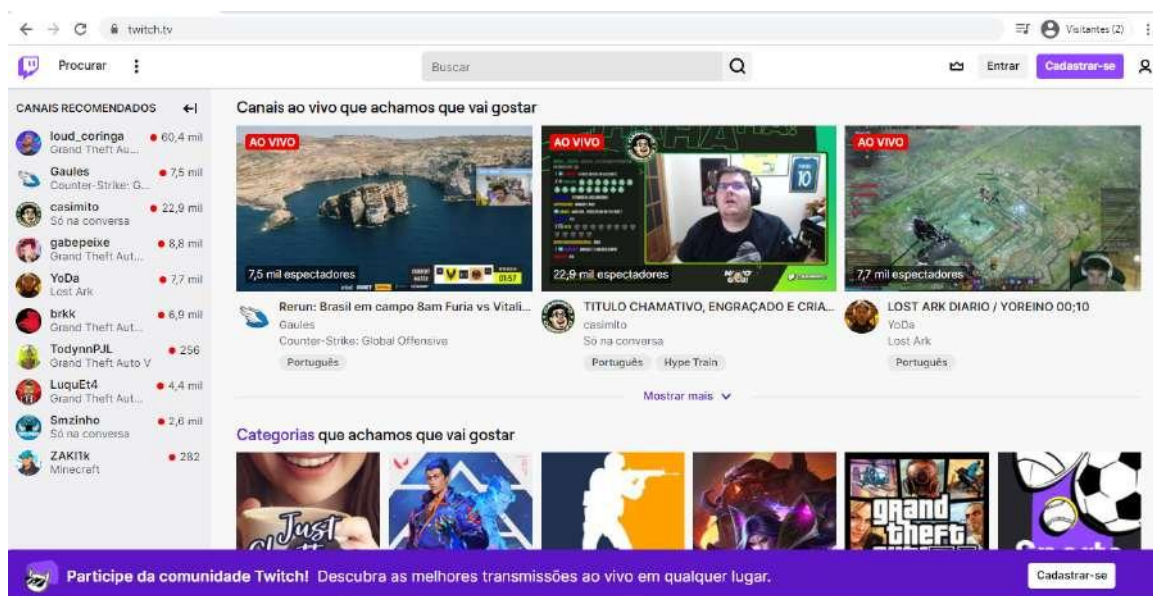 twitch.tv
Visitantes (2)
Procurar
Buscar
Entrar
Cadastrar-se
CANAIS RECOMENDADOS
loud_coringa 60,4 mil
Grand Theft Au...
Gaules 7,5 mil
Counter-Strike: G...
casimito 22,9 mil
Só na conversa
gabepeixe 8,8 mil
Grand Theft Aut...
YoDa 7,7 mil
Lost Ark
brkk 6,9 mil
Grand Theft Aut...
TodynnPJL 256
Grand Theft Auto V
LuquEt4 4,4 mil
Grand Theft Aut...
Smzinho 2,6 mil
Só na conversa
ZAKI1k 282
Minecraft
Canais ao vivo que achamos que vai gostar
AO VIVO
7,5 mil espectadores
01:57
Rerun: Brasil em campo 8am Furia vs Vitali...
Gaules
Counter-Strike: Global Offensive
Português
AO VIVO
10
22,9 mil espectadores
TITULO CHAMATIVO, ENGRAÇADO E CRIA...
casimito
Só na conversa
Português Hype Train
AO VIVO
7,7 mil espectadores
LOST ARK DIARIO / YOREINO 00;10
YoDa
Lost Ark
Português
Mostrar mais
Categorias que achamos que vai gostar
Just
grand
theft
Participe da comunidade Twitch! Descubra as melhores transmissões ao vivo em qualquer lugar.
Cadastrar-se